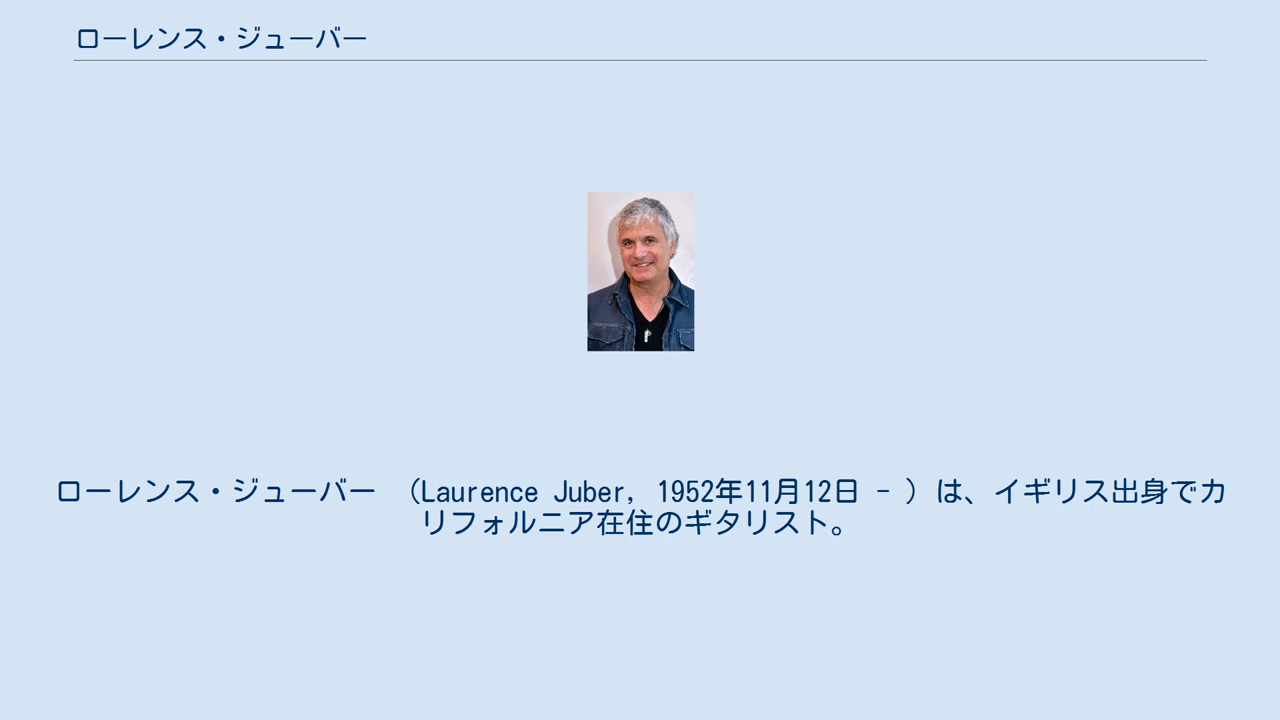 ローレンス・ジューバー
ローレンス・ジューバー （Laurence Juber, 1952年11月12日 - ）は、イギリス出身でカ
リフォルニア在住のギタリスト。